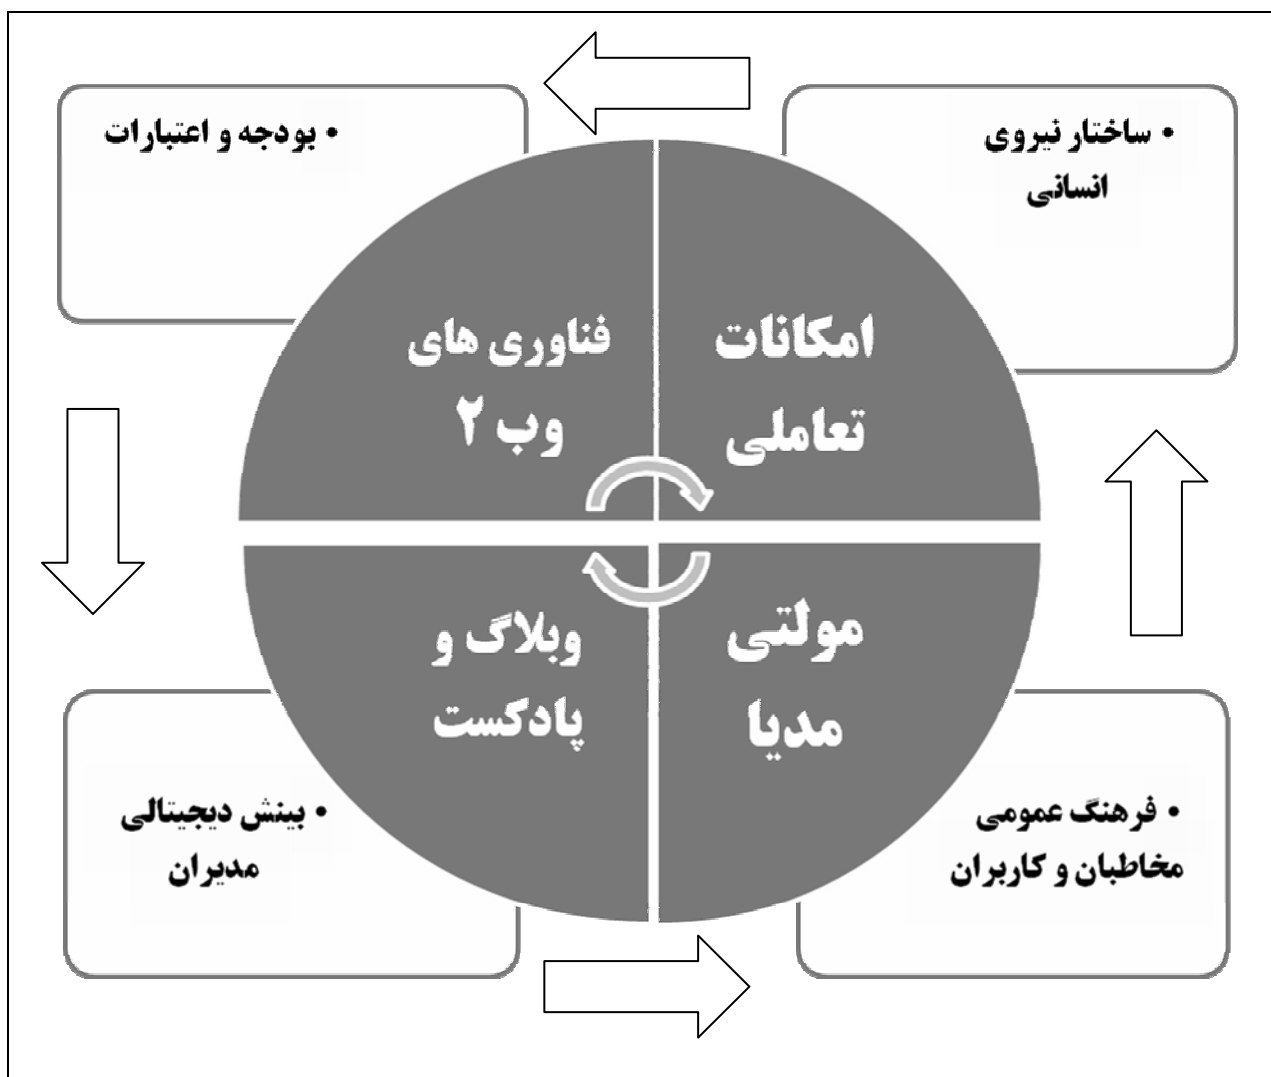 • ساختار نیروی
انسانی
• بودجه و اعتبارات
امکانات
تعاملی
فناوری های
وب ۲
مولتی
مدیا
وبلاگ و
پادکست
• فرهنگ عمومی
مخاطبان و کاربران
• بینش دیجیتالی
مدیران